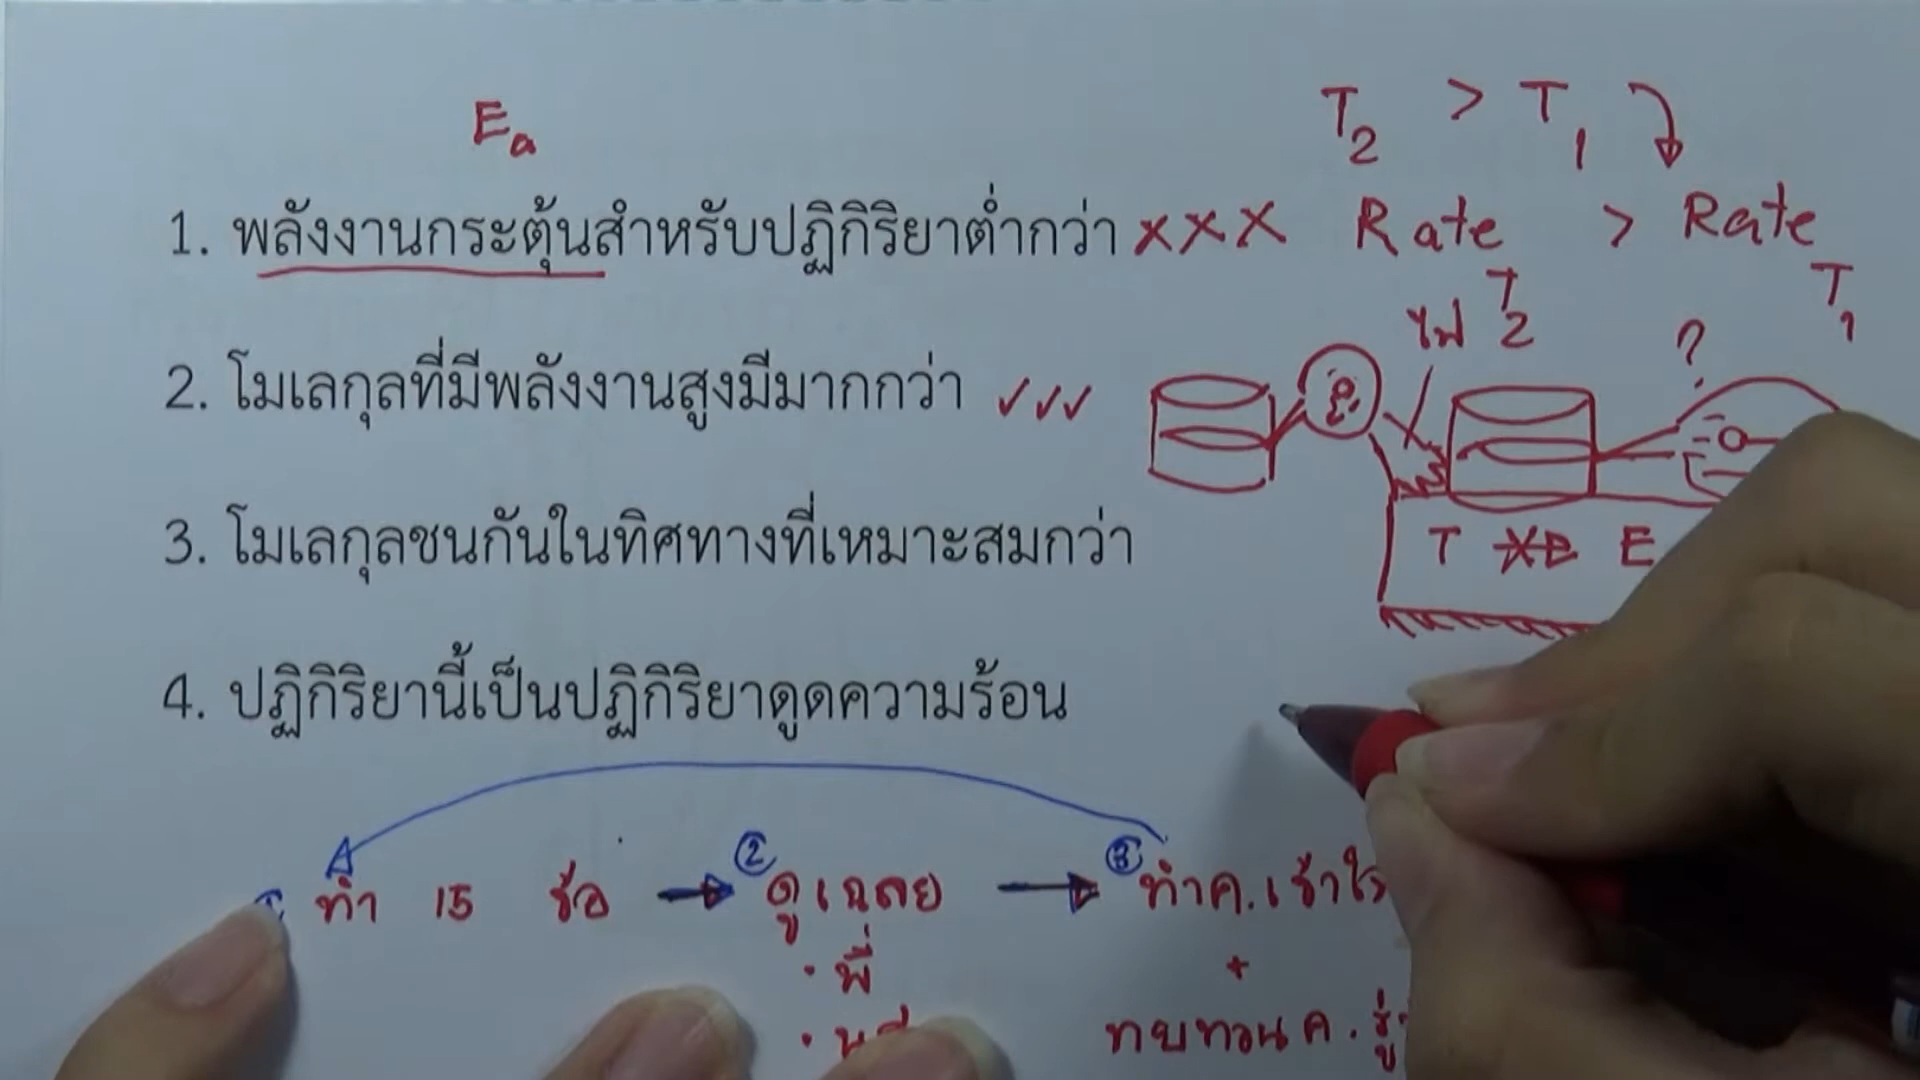 Ea
T2 > T1
1. พลังงานกระตุ้นสำหรับปฏิกิริยาต่ำกว่า xxx Rate T2 > Rate T1
ไฟ
?
2. โมเลกุลที่มีพลังงานสูงมีมากกว่า ✓✓✓
3. โมเลกุลชนกันในทิศทางที่เหมาะสมกว่า
T E
4. ปฏิกิริยานี้เป็นปฏิกิริยาดูดความร้อน
ทำ 15 ข้อ → ② ดูเฉลย → ③ ทำค.เข้าใจ
· พี่ +
ทบทวนค.รู้